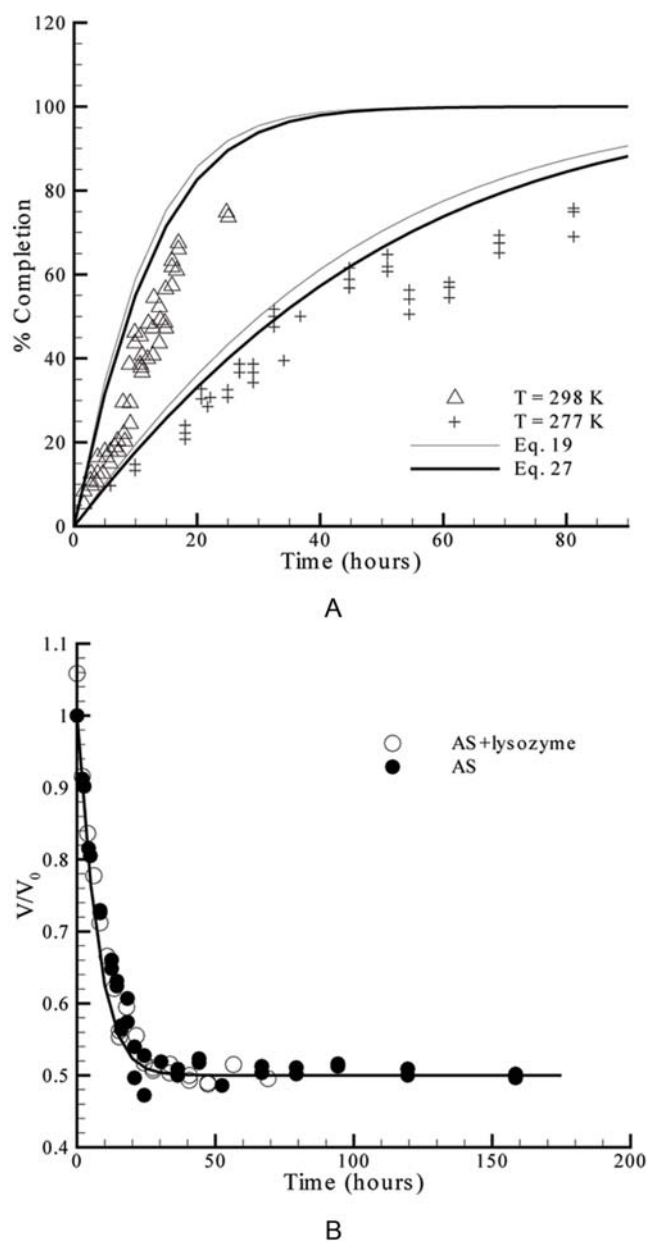 120
100
80
60
40
20
0
% Completion
0 20 40 60 80
Time (hours)
T = 298 K
T = 277 K
Eq. 19
Eq. 27
A
1.1
1
0.9
0.8
0.7
0.6
0.5
0.4
V/V0
0 50 100 150 200
Time (hours)
AS+lysozyme
AS
B